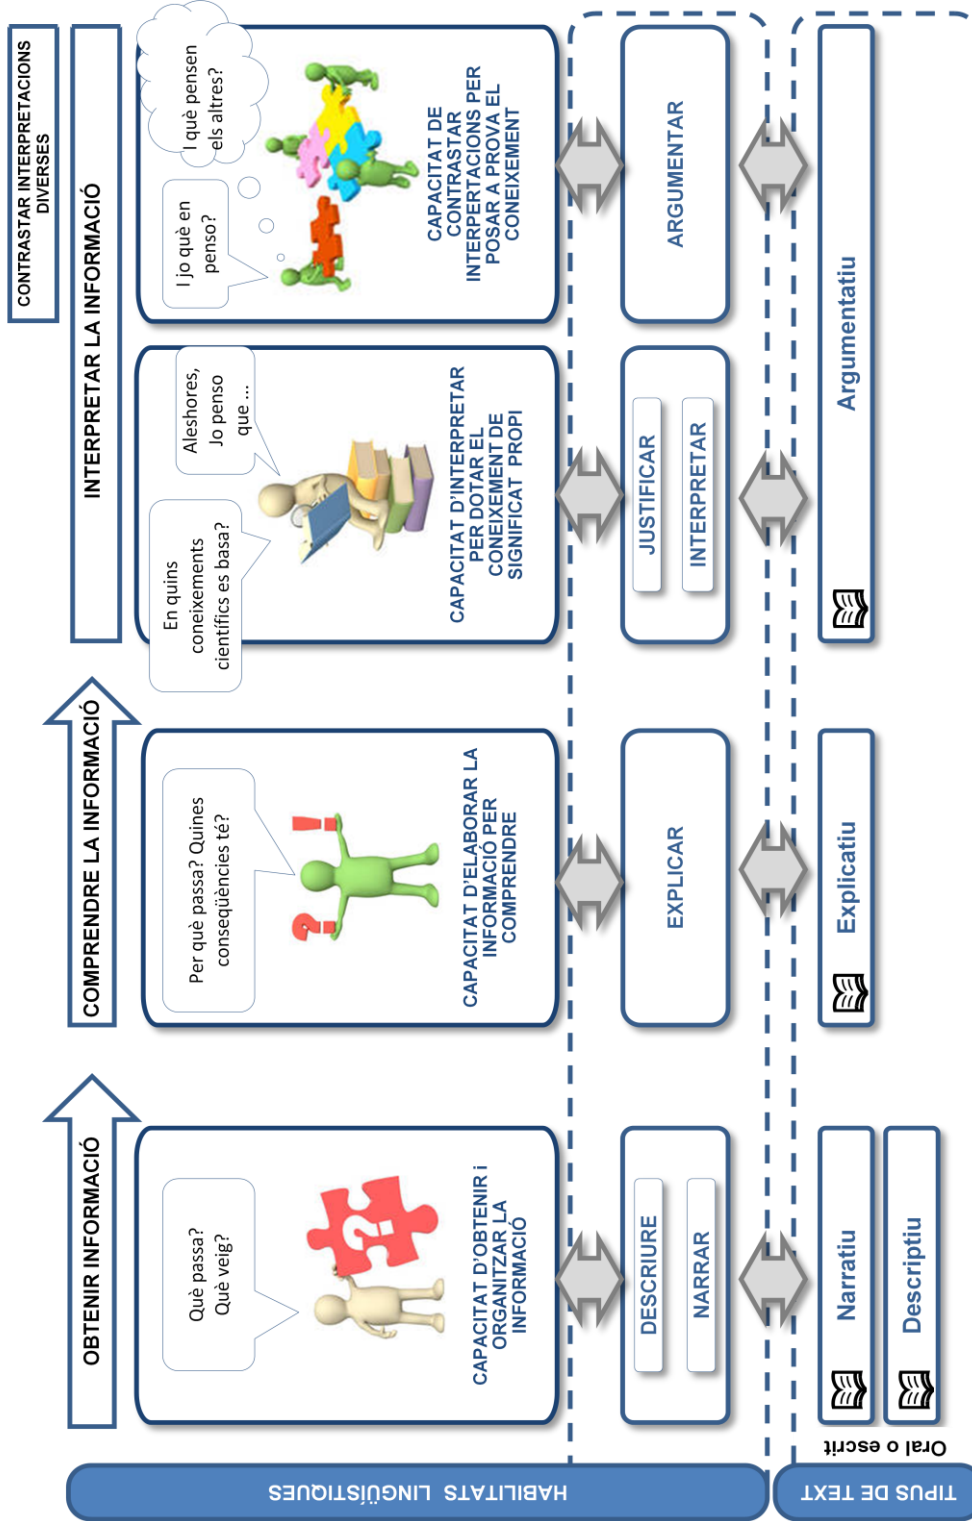 CONTRASTAR INTERPRETACIONS
DIVERSES
OBTENIR INFORMACIÓ
COMPRENDRE LA INFORMACIÓ
INTERPRETAR LA INFORMACIÓ
Què passa?
Què veig?
CAPACITAT D'OBTENIR i
ORGANITZAR LA
INFORMACIÓ
Per què passa? Quines
conseqüències té?
CAPACITAT D'ELABORAR LA
INFORMACIÓ PER
COMPRENDRE
En quins
coneixements
científics es basa?
Aleshores,
Jo penso
que ...
CAPACITAT D'INTERPRETAR
PER DOTAR EL
CONEIXEMENT DE
SIGNIFICAT PROPI
I jo què en
penso?
I què pensen
els altres?
CAPACITAT DE
CONTRASTAR
INTERPERTACIONS PER
POSAR A PROVA EL
CONEIXEMENT
HABILITATS LINGÜÍSTIQUES
DESCRIURE
NARRAR
EXPLICAR
JUSTIFICAR
INTERPRETAR
ARGUMENTAR
TIPUS DE TEXT
Oral o escrit
Narratiu
Descriptiu
Explicatiu
Argumentatiu